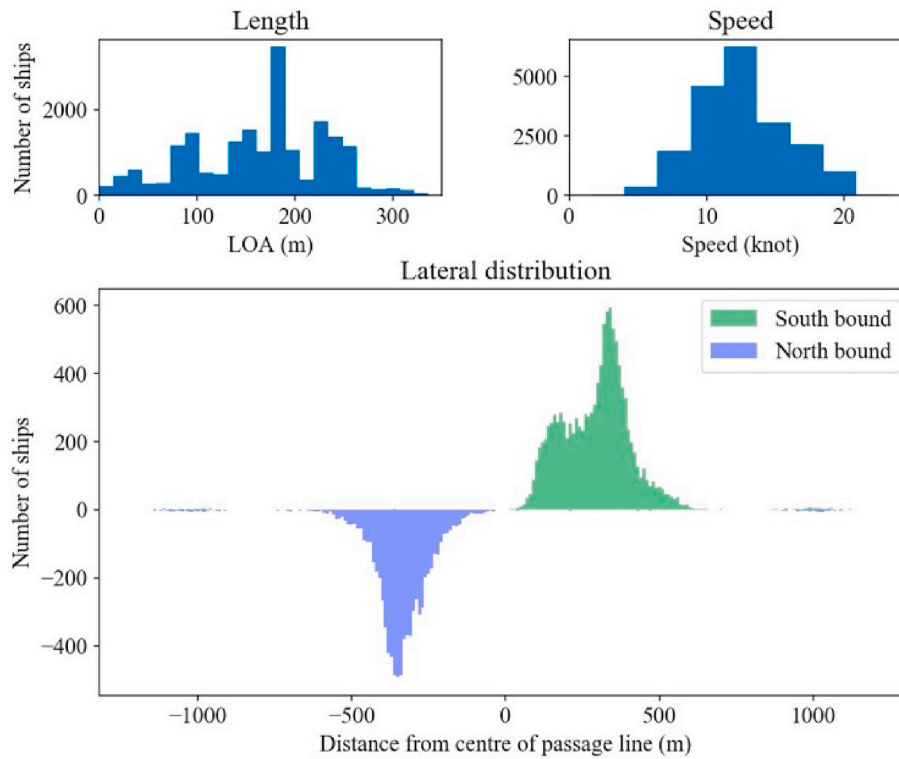 Length
Number of ships
2000
0
0 100 200 300
LOA (m)
Speed
5000
2500
0
0 10 20
Speed (knot)
Lateral distribution
Number of ships
600
400
200
0
−200
−400
South bound
North bound
−1000 −500 0 500 1000
Distance from centre of passage line (m)